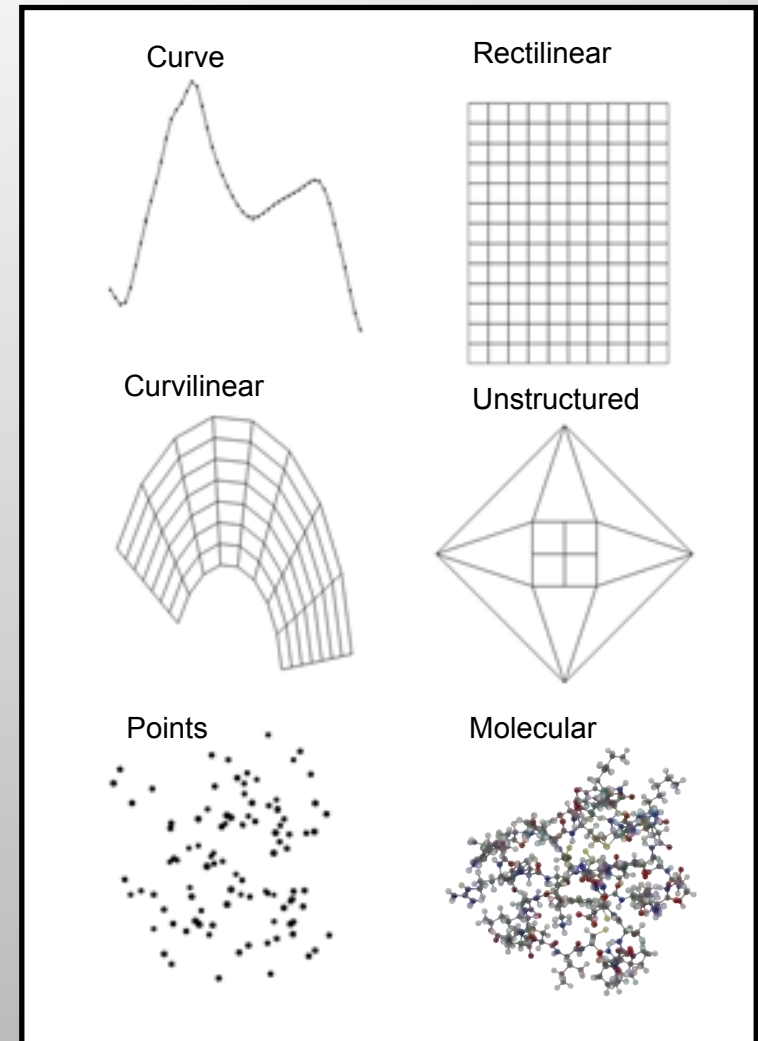 Curve
Rectilinear
Curvilinear
Unstructured
Points
Molecular